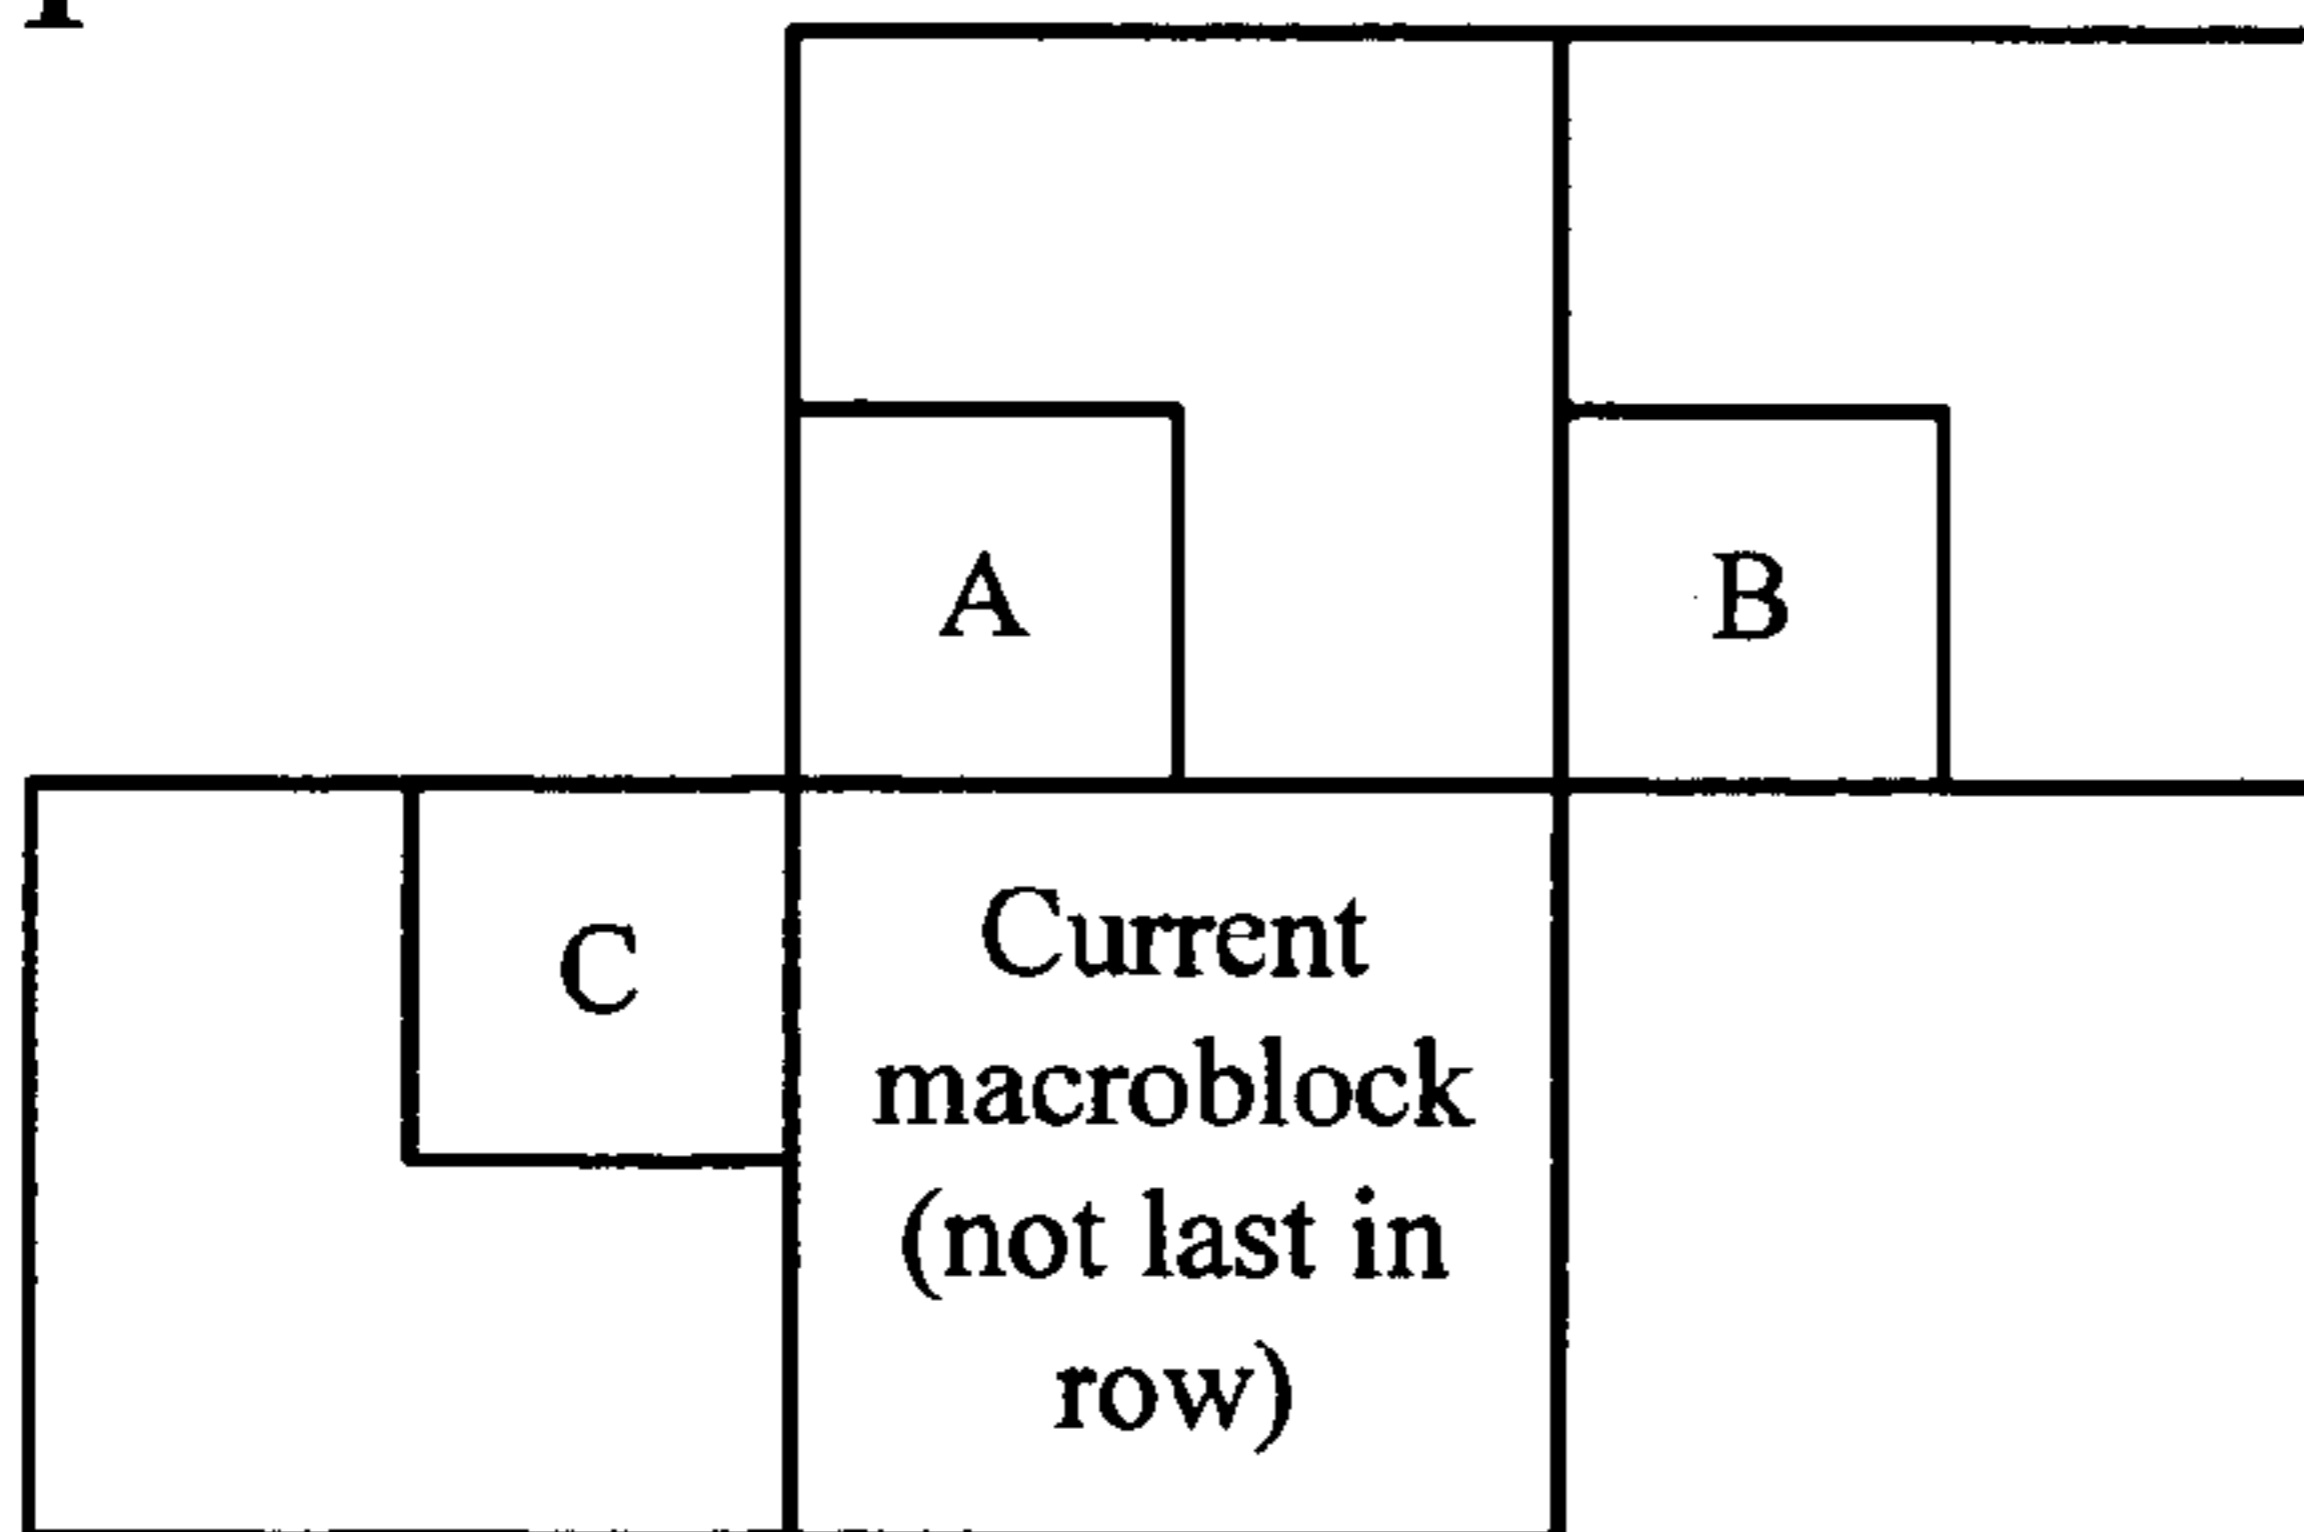 A
B
C
Current
macroblock
(not last in
row)